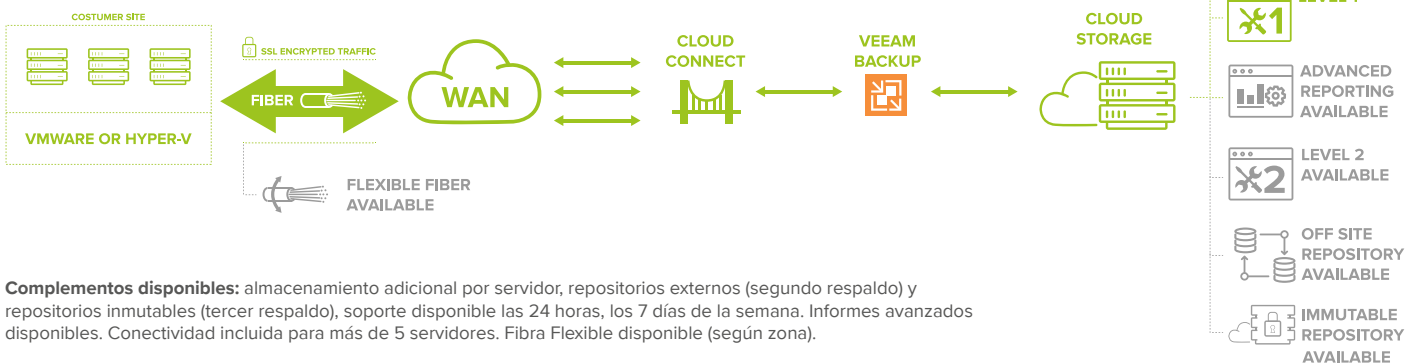 COSTUMER SITE
VMWARE OR HYPER-V
SSL ENCRYPTED TRAFFIC
FIBER
FLEXIBLE FIBER
AVAILABLE
WAN
CLOUD
CONNECT
VEEAM
BACKUP
CLOUD
STORAGE
1
ADVANCED
REPORTING
AVAILABLE
2
LEVEL 2
AVAILABLE
OFF SITE
REPOSITORY
AVAILABLE
IMMUTABLE
REPOSITORY
AVAILABLE
Complementos disponibles: almacenamiento adicional por servidor, repositorios externos (segundo respaldo) y
repositorios inmutables (tercer respaldo), soporte disponible las 24 horas, los 7 días de la semana. Informes avanzados
disponibles. Conectividad incluida para más de 5 servidores. Fibra Flexible disponible (según zona).